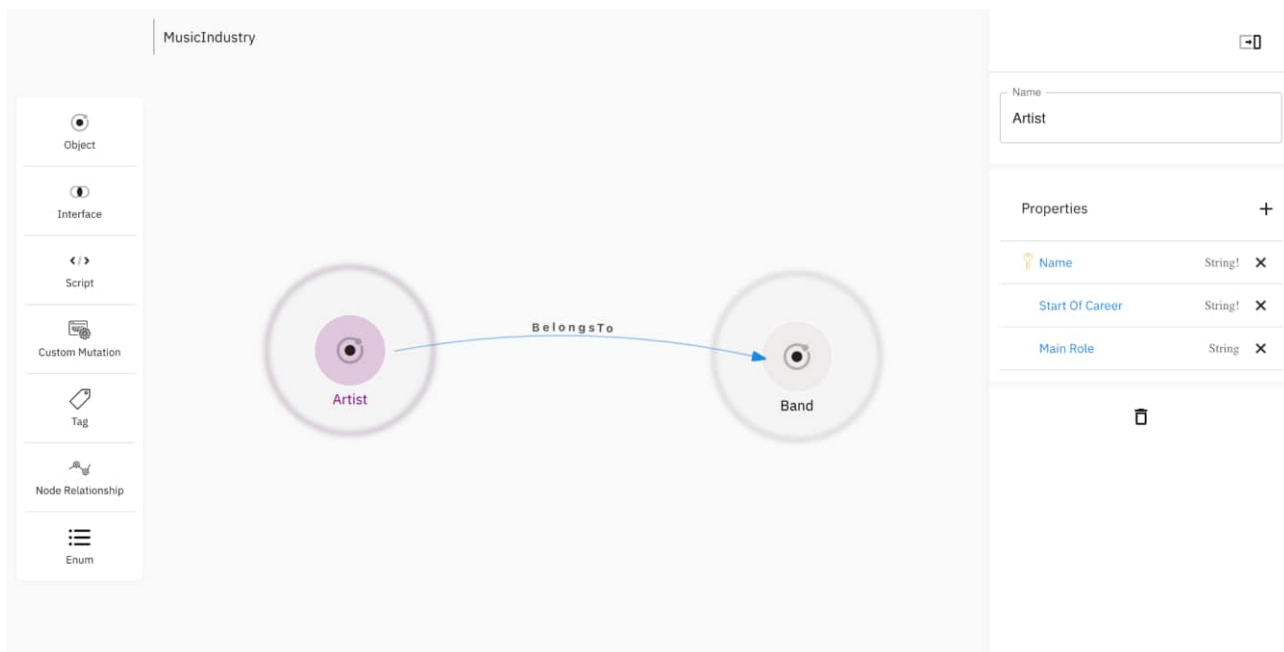 MusicIndustry
Object
Interface
Script
Custom Mutation
Tag
Node Relationship
Enum
BelongsTo
Artist
Band
Name
Artist
Properties
Name String!
Start Of Career String!
Main Role String